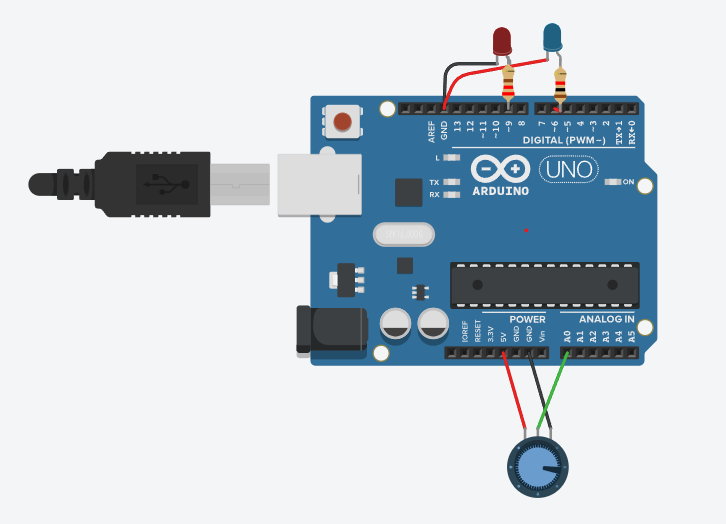 AREF
GND
13
12
~11
~10
~9
8
7
~6
~5
4
~3
2
TX→1
RX←0
DIGITAL (PWM~)
L
TX
RX
ARDUINO
UNO
ON
POWER
ANALOG IN
IOREF
RESET
3.3V
5V
GND
GND
Vin
A0
A1
A2
A3
A4
A5